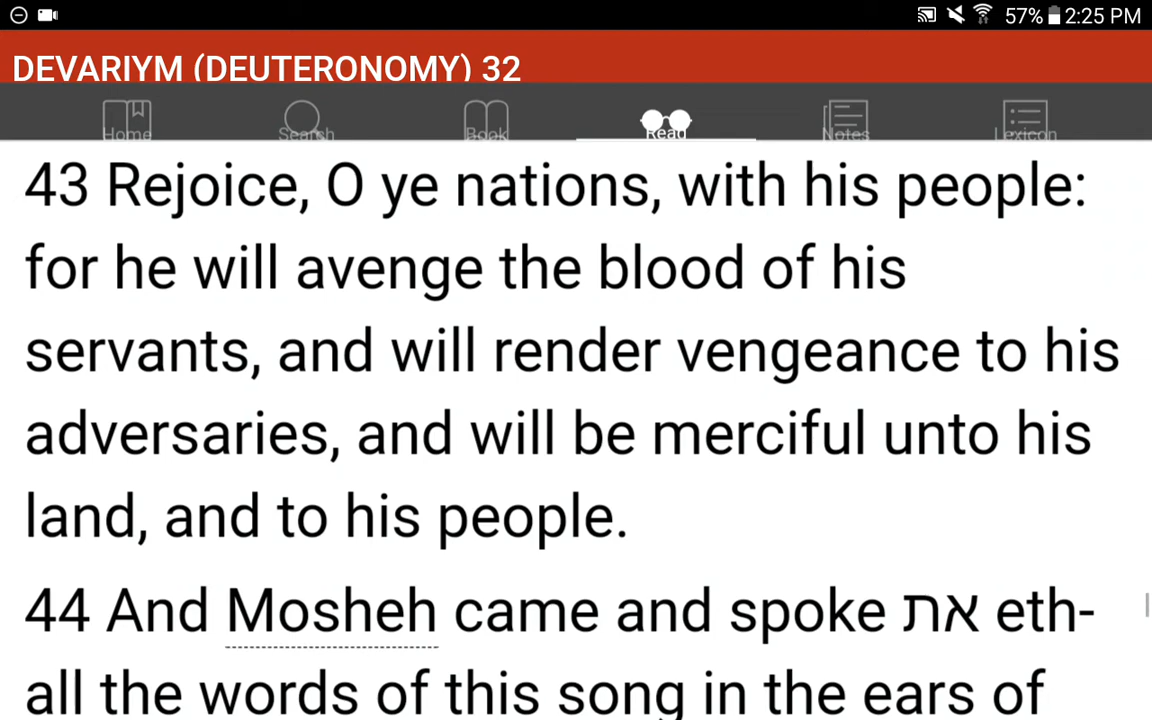 57% 2:25 PM
DEVARIYM (DEUTERONOMY) 32
Home Search Book Read Notes Lexicon
43 Rejoice, O ye nations, with his people:
for he will avenge the blood of his
servants, and will render vengeance to his
adversaries, and will be merciful unto his
land, and to his people.
44 And Mosheh came and spoke את eth-
all the words of this song in the ears of